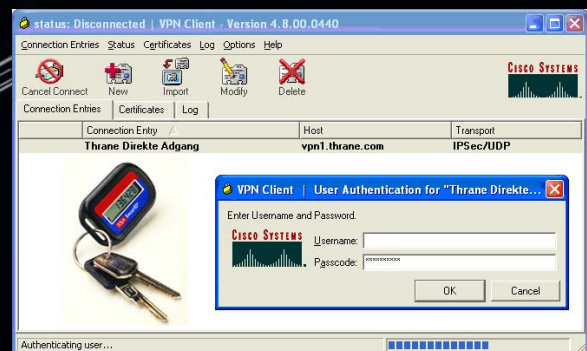 status: Disconnected | VPN Client - Version 4.8.00.0440
Connection Entries Status Certificates Log Options Help
Cancel Connect New Import Modify Delete
CISCO SYSTEMS
Connection Entries Certificates Log
Connection Entry Host Transport
Thrane Direkte Adgang vpn1.thrane.com IPSec/UDP
VPN Client | User Authentication for "Thrane Direkte...
Enter Username and Password.
CISCO SYSTEMS
Username:
Passcode: **********
OK Cancel
Authenticating user...